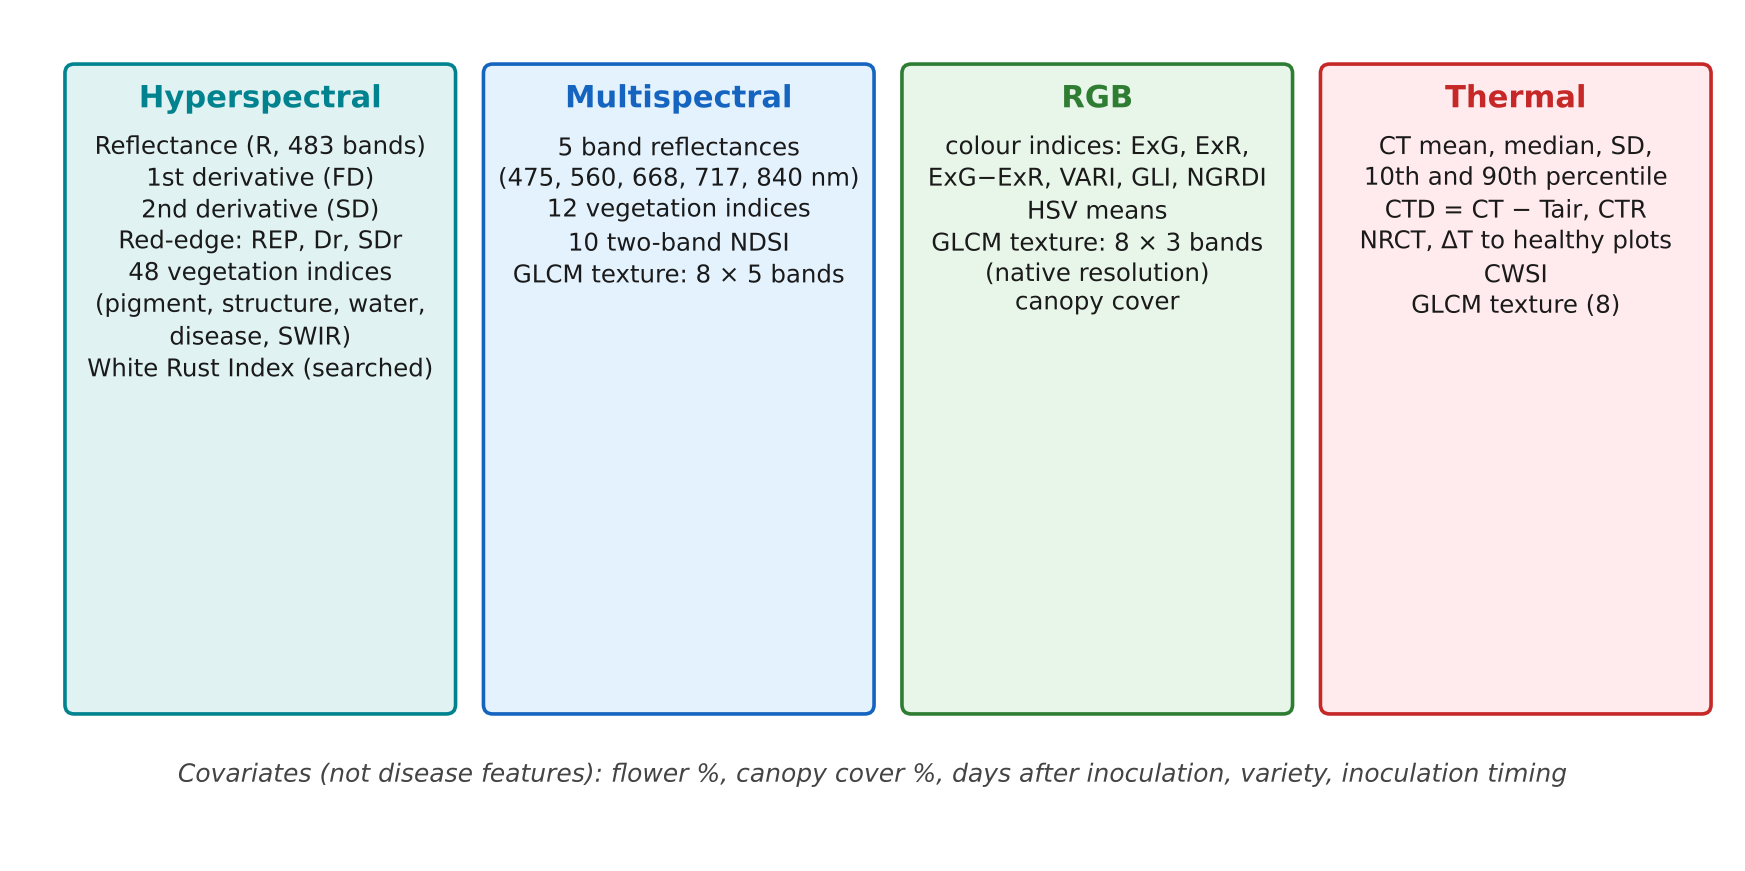 Hyperspectral
Reflectance (R, 483 bands)
1st derivative (FD)
2nd derivative (SD)
Red-edge: REP, Dr, SDr
48 vegetation indices
(pigment, structure, water,
disease, SWIR)
White Rust Index (searched)
Multispectral
5 band reflectances
(475, 560, 668, 717, 840 nm)
12 vegetation indices
10 two-band NDSI
GLCM texture: 8 × 5 bands
RGB
colour indices: ExG, ExR,
ExG−ExR, VARI, GLI, NGRDI
HSV means
GLCM texture: 8 × 3 bands
(native resolution)
canopy cover
Thermal
CT mean, median, SD,
10th and 90th percentile
CTD = CT − Tair, CTR
NRCT, ΔT to healthy plots
CWSI
GLCM texture (8)
Covariates (not disease features): flower %, canopy cover %, days after inoculation, variety, inoculation timing